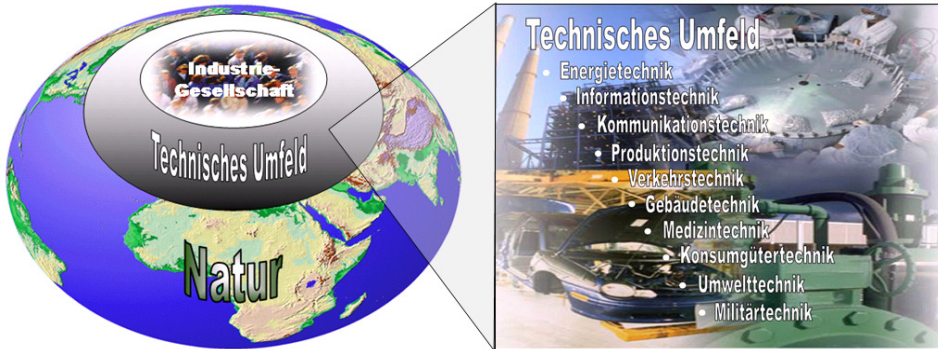 Industrie-
Gesellschaft
Technisches Umfeld
Natur
Technisches Umfeld
• Energietechnik
• Informationstechnik
• Kommunikationstechnik
• Produktionstechnik
• Verkehrstechnik
• Gebäudetechnik
• Medizintechnik
• Konsumgütertechnik
• Umwelttechnik
• Militärtechnik